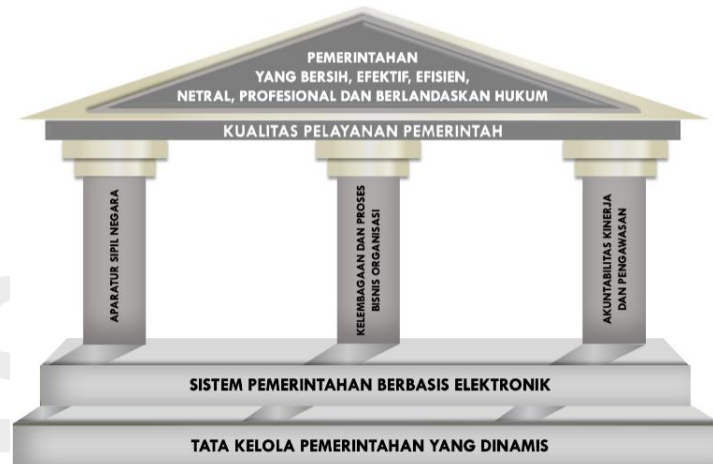 PEMERINTAHAN
YANG BERSIH, EFEKTIF, EFISIEN,
NETRAL, PROFESIONAL DAN BERLANDASKAN HUKUM
KUALITAS PELAYANAN PEMERINTAH
APARATUR SIPIL NEGARA
KELEMBAGAAN DAN PROSES
BISNIS ORGANISASI
AKUNTABILITAS KINERJA
DAN PENGAWASAN
SISTEM PEMERINTAHAN BERBASIS ELEKTRONIK
TATA KELOLA PEMERINTAHAN YANG DINAMIS